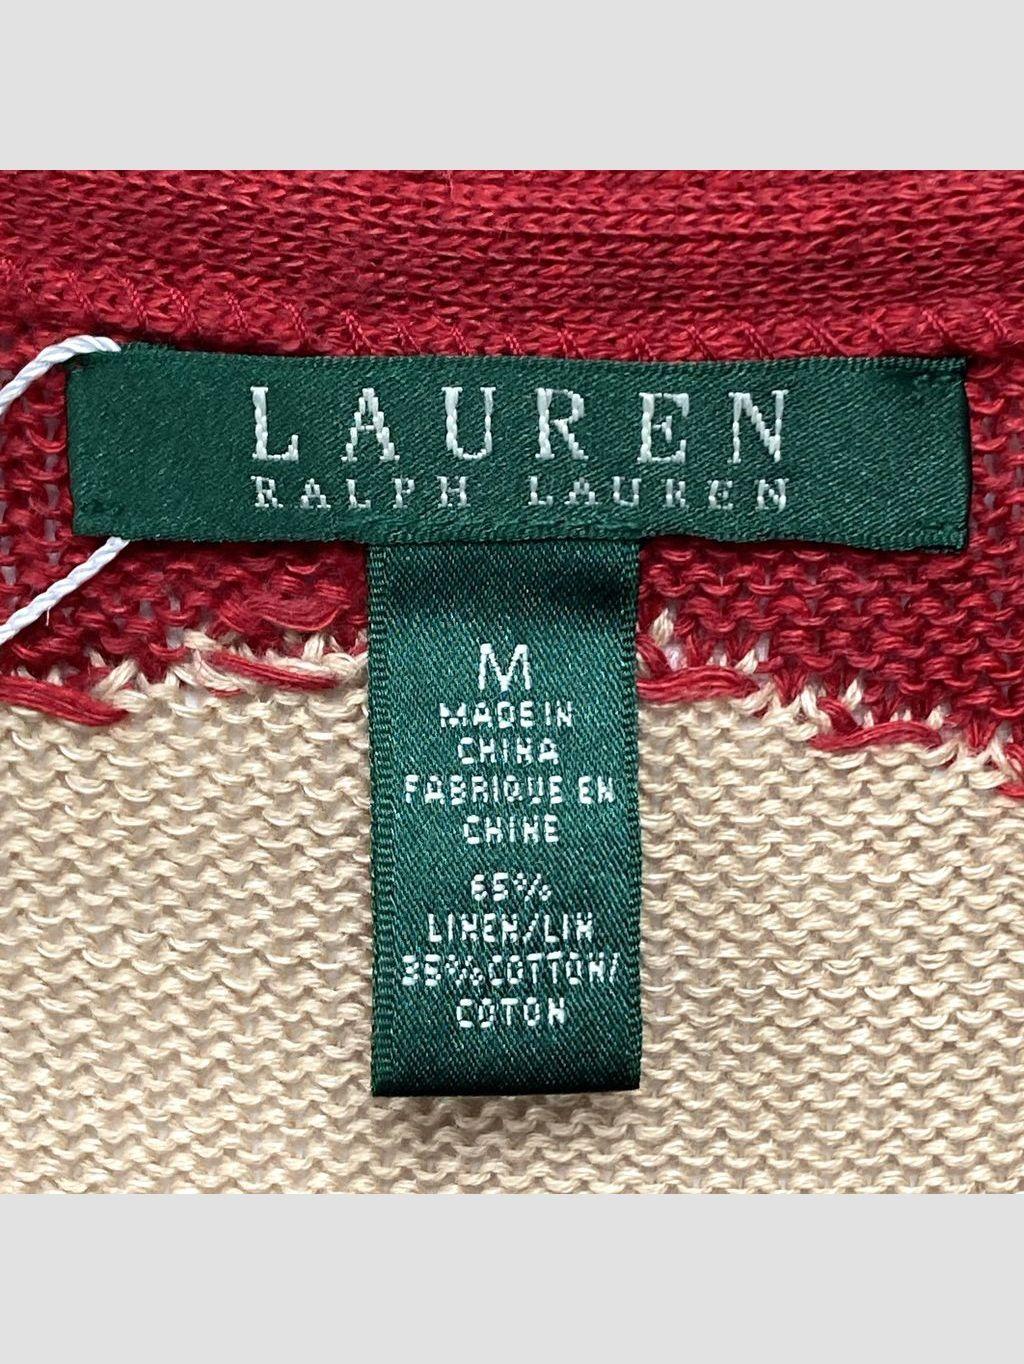 LAUREN
RALPH LAUREN
M
MADE IN
CHINA
FABRIQUE EN
CHINE
65%
LINEN/LIN
35% COTTON/
COTON